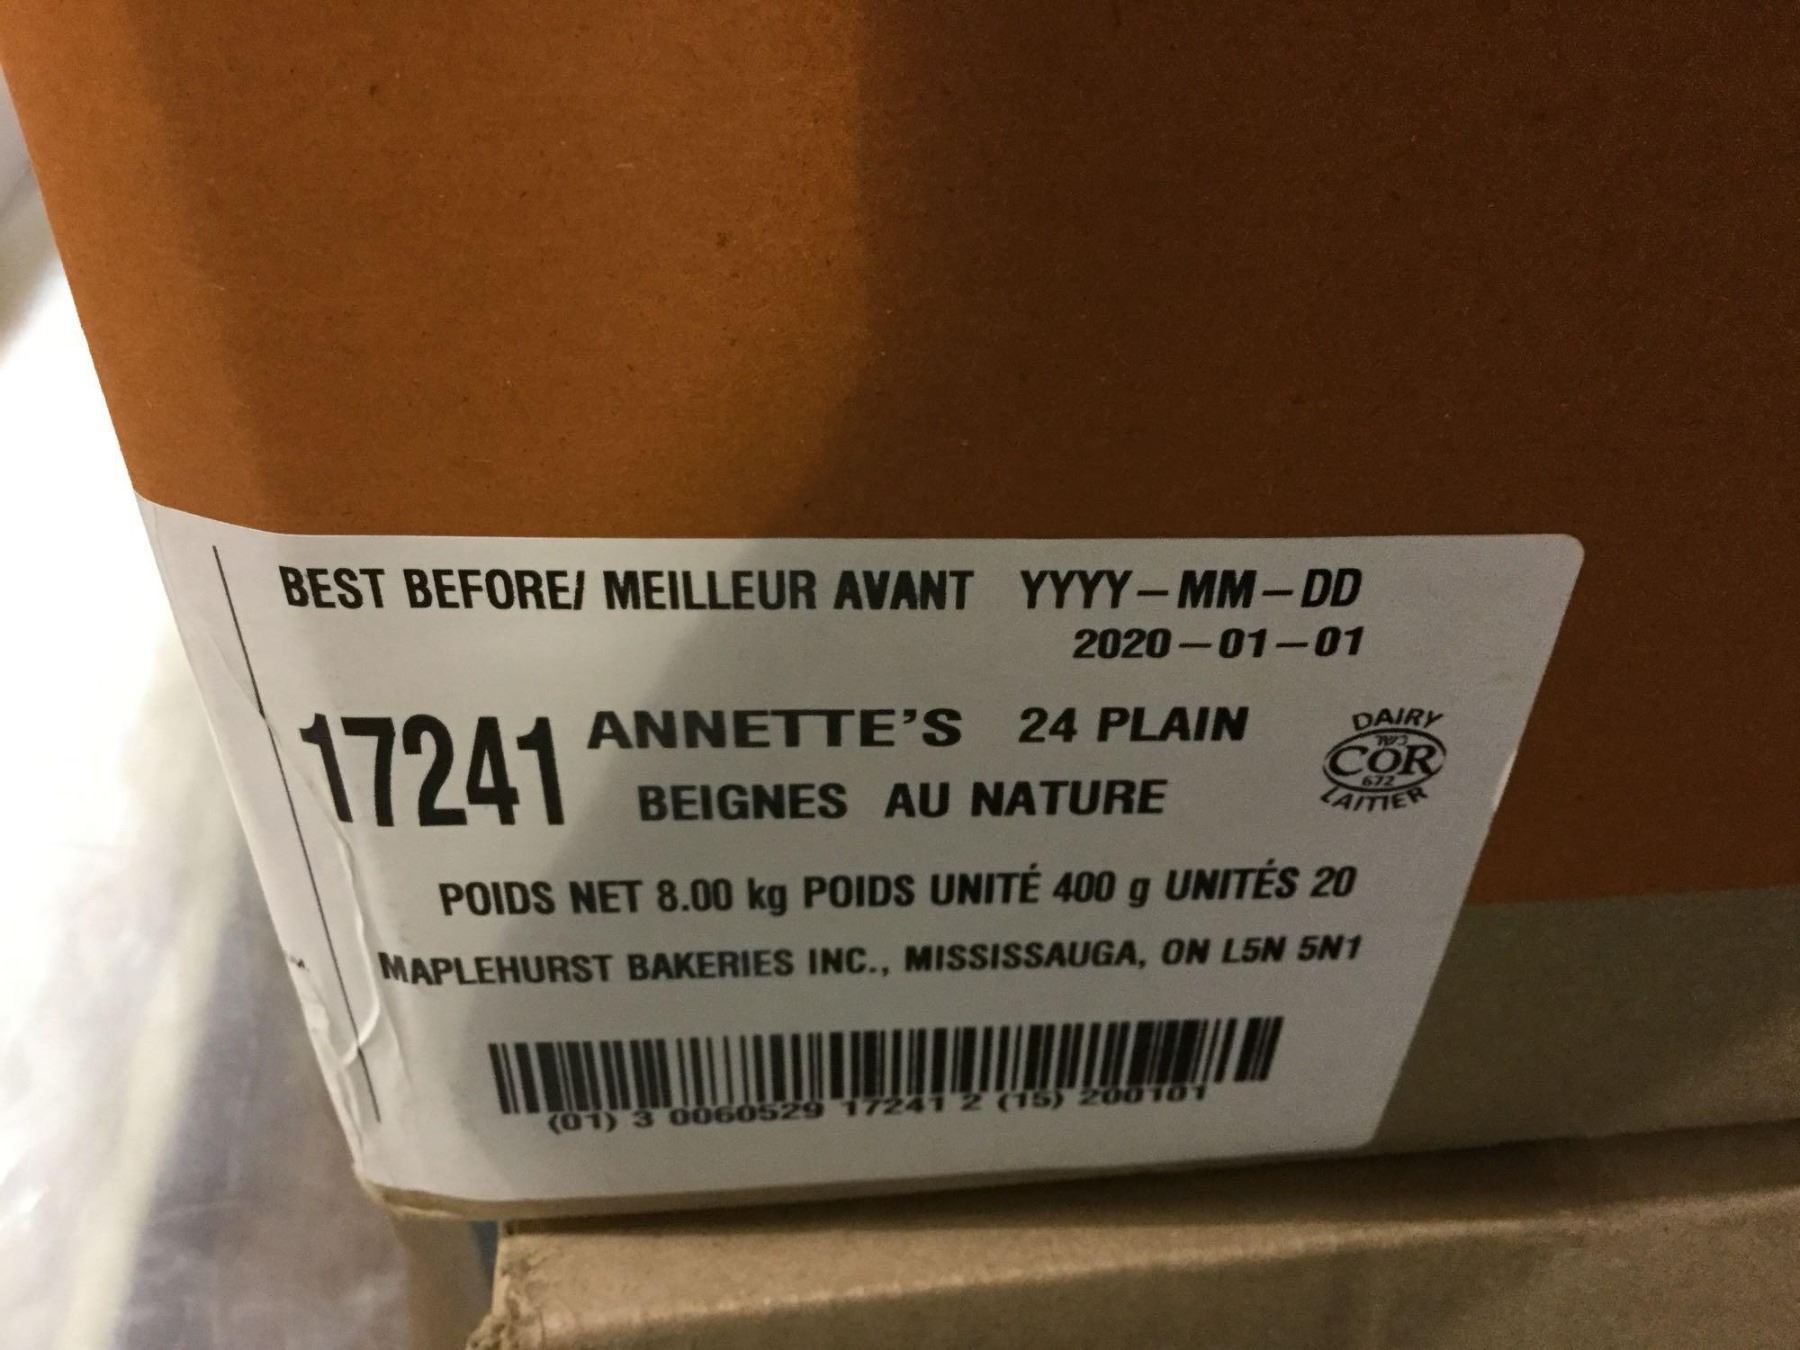 BEST BEFORE/ MEILLEUR AVANT YYYY-MM-DD
2020-01-01
17241 ANNETTE'S 24 PLAIN
BEIGNES AU NATURE
DAIRY
כשר
COR
672
LAITIER
POIDS NET 8.00 kg POIDS UNITÉ 400 g UNITÉS 20
MAPLEHURST BAKERIES INC., MISSISSAUGA, ON L5N 5N1
(01) 3 0060529 17241 2 (15) 200101